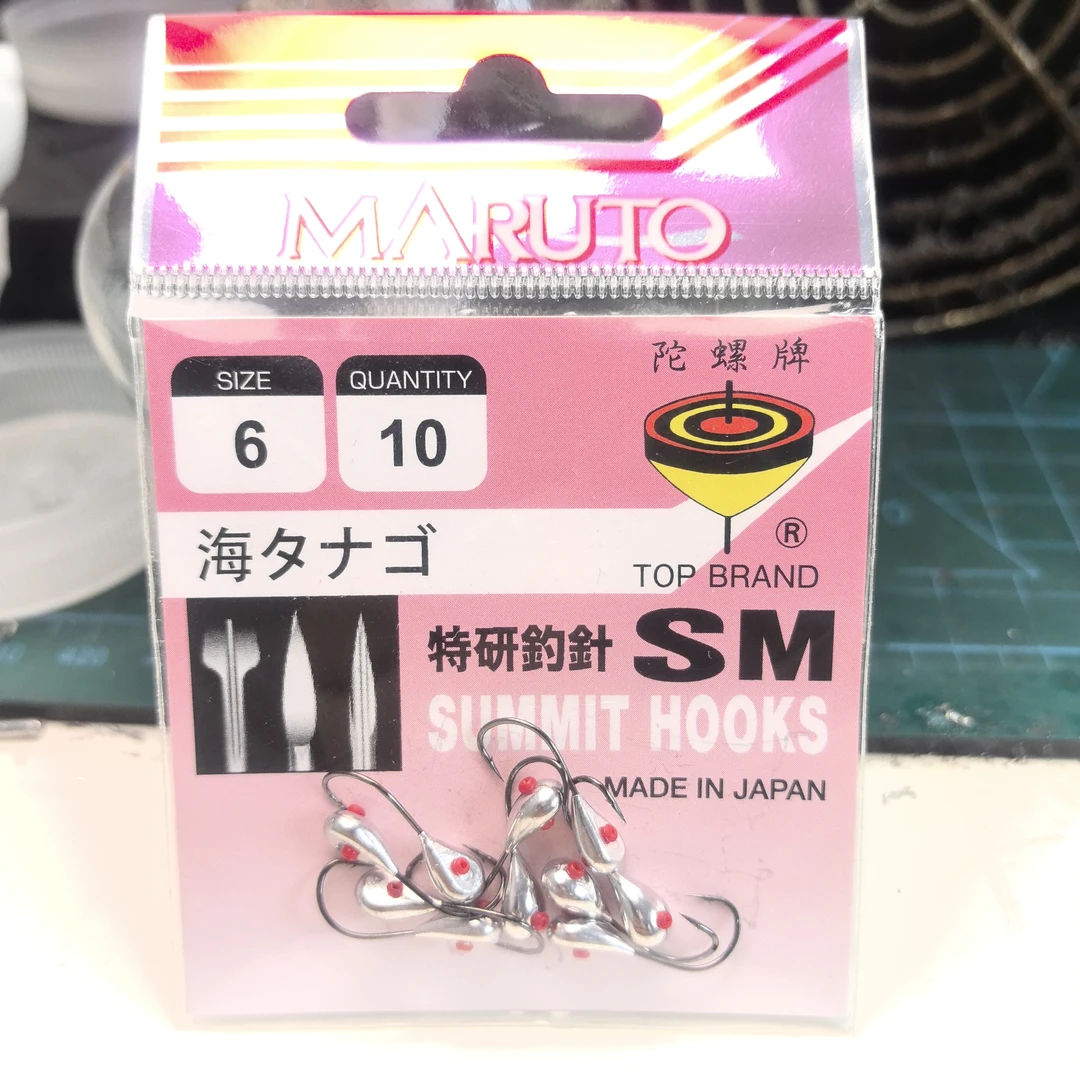 MARUTO
SIZE
6
QUANTITY
10
陀螺牌
®
TOP BRAND
海タナゴ
特研釣針 SM
SUMMIT HOOKS
MADE IN JAPAN
420